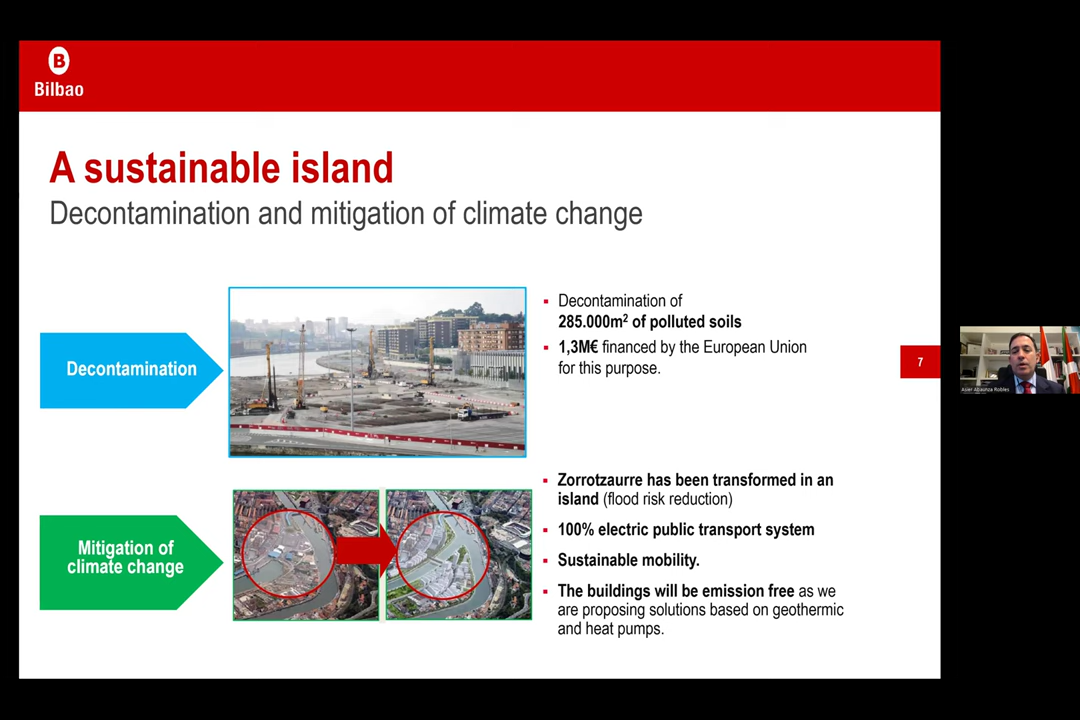 B
Bilbao
A sustainable island
Decontamination and mitigation of climate change
Decontamination
▪ Decontamination of
285.000m² of polluted soils
▪ 1,3M€ financed by the European Union
for this purpose.
7
Asier Abaunza Robles
Mitigation of
climate change
▪ Zorrotzaurre has been transformed in an
island (flood risk reduction)
▪ 100% electric public transport system
▪ Sustainable mobility.
▪ The buildings will be emission free as we
are proposing solutions based on geothermic
and heat pumps.